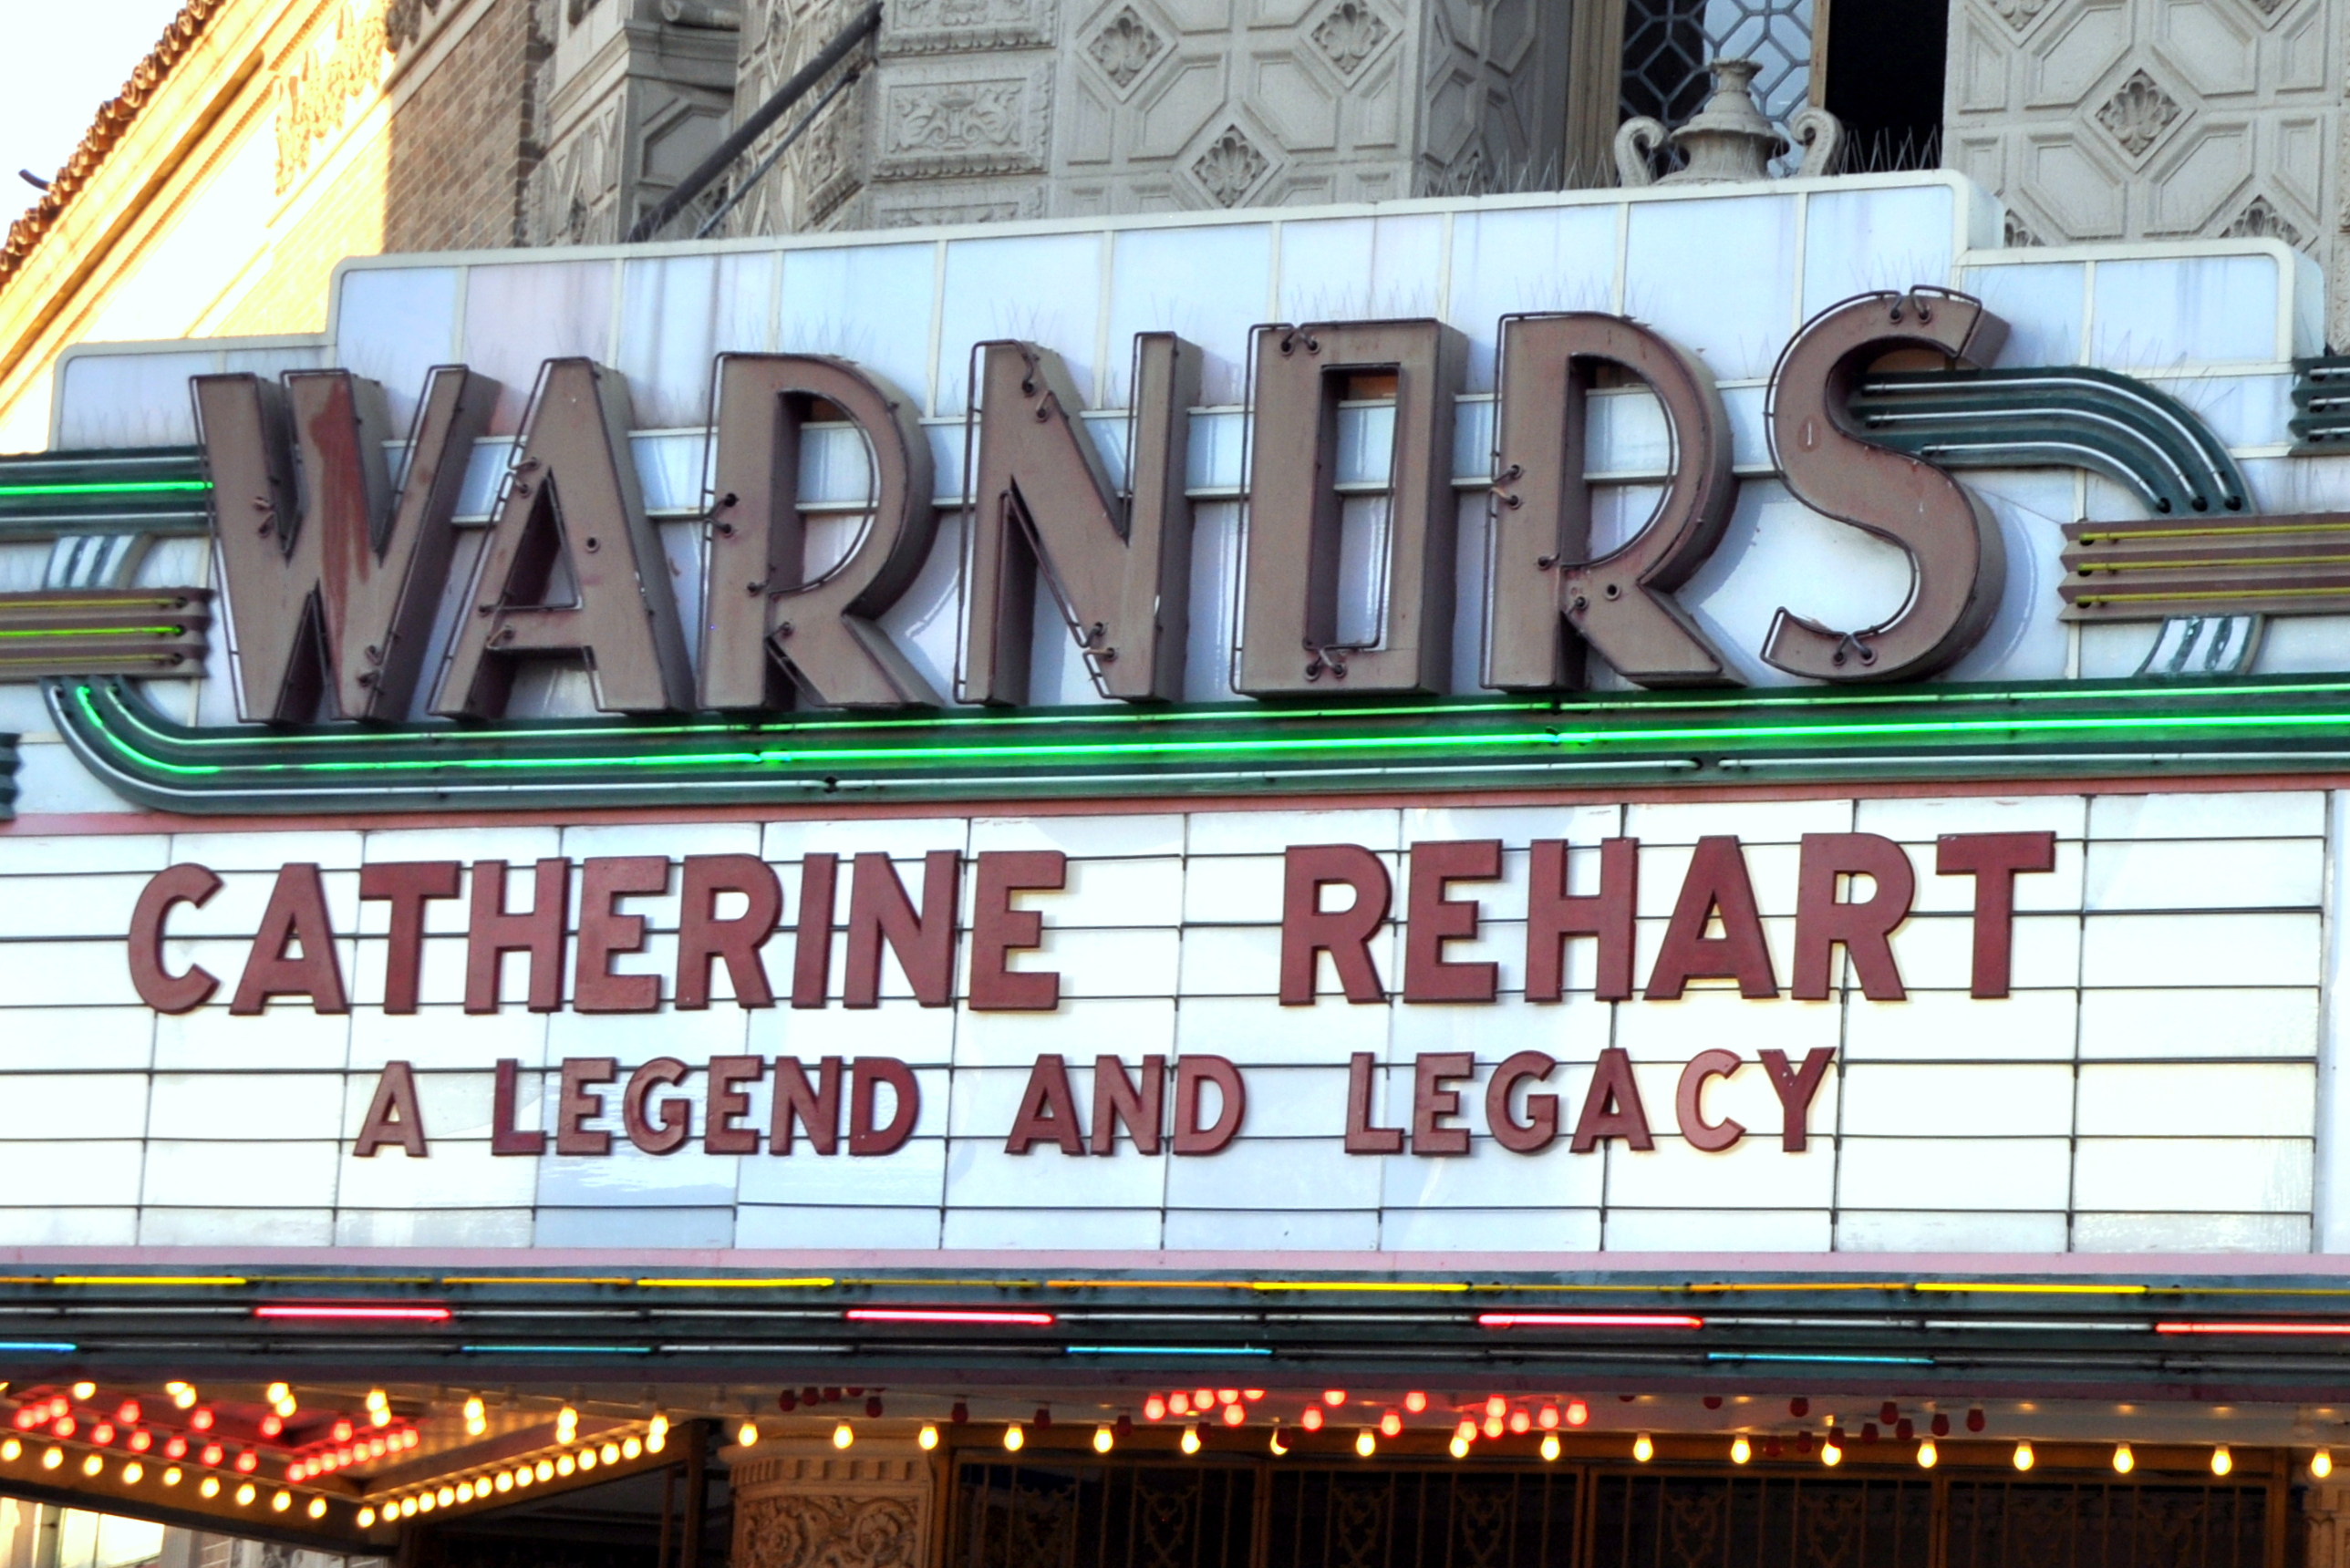 WARNORS
CATHERINE REHART
A LEGEND AND LEGACY